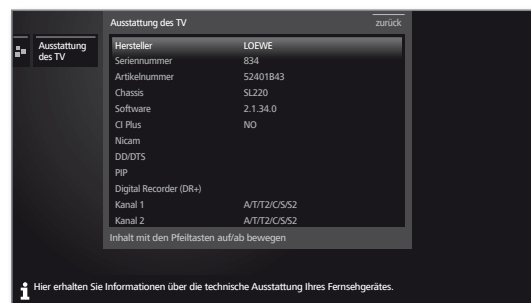 Ausstattung des TV zurück
Ausstattung
des TV
Hersteller LOEWE
Seriennummer 834
Artikelnummer 52401B43
Chassis SL220
Software 2.1.34.0
CI Plus NO
Nicam
DD/DTS
PIP
Digital Recorder (DR+)
Kanal 1 A/T/T2/C/S/S2
Kanal 2 A/T/T2/C/S/S2
Inhalt mit den Pfeiltasten auf/ab bewegen
i Hier erhalten Sie Informationen über die technische Ausstattung Ihres Fernsehgerätes.